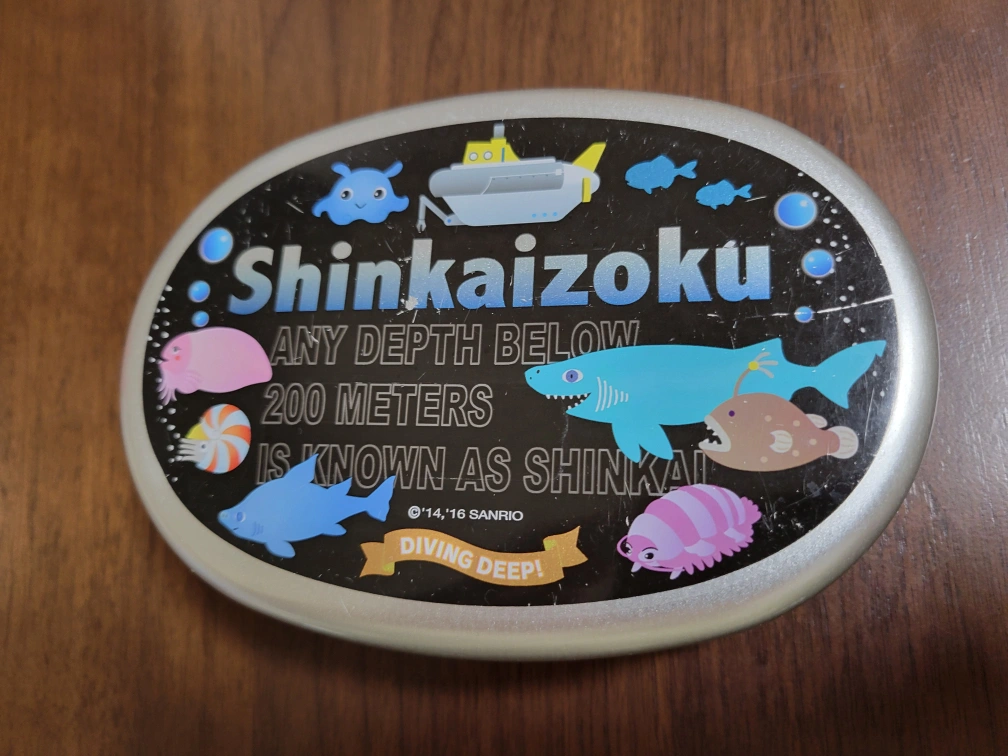 Shinkaizoku
ANY DEPTH BELOW
200 METERS
IS KNOWN AS SHINKAI
©'14,'16 SANRIO
DIVING DEEP!